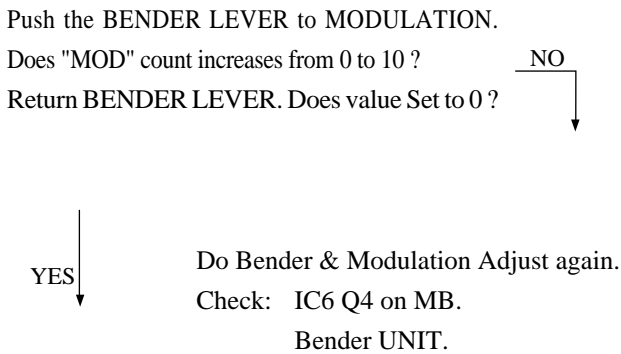 Push the BENDER LEVER to MODULATION.
Does "MOD" count increases from 0 to 10 ?
NO
Return BENDER LEVER. Does value Set to 0 ?
YES
Do Bender & Modulation Adjust again.
Check: IC6 Q4 on MB.
Bender UNIT.